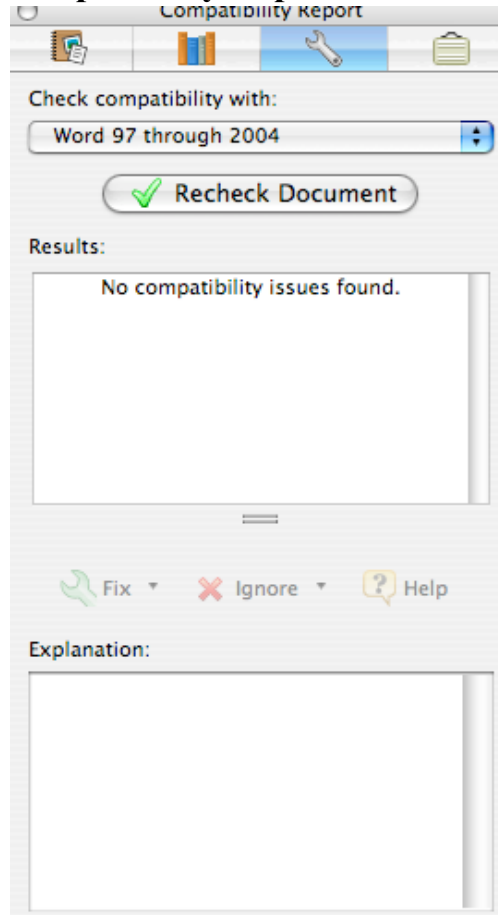 Compatibility Report
Check compatibility with:
Word 97 through 2004
Recheck Document
Results:
No compatibility issues found.
Fix Ignore Help
Explanation: